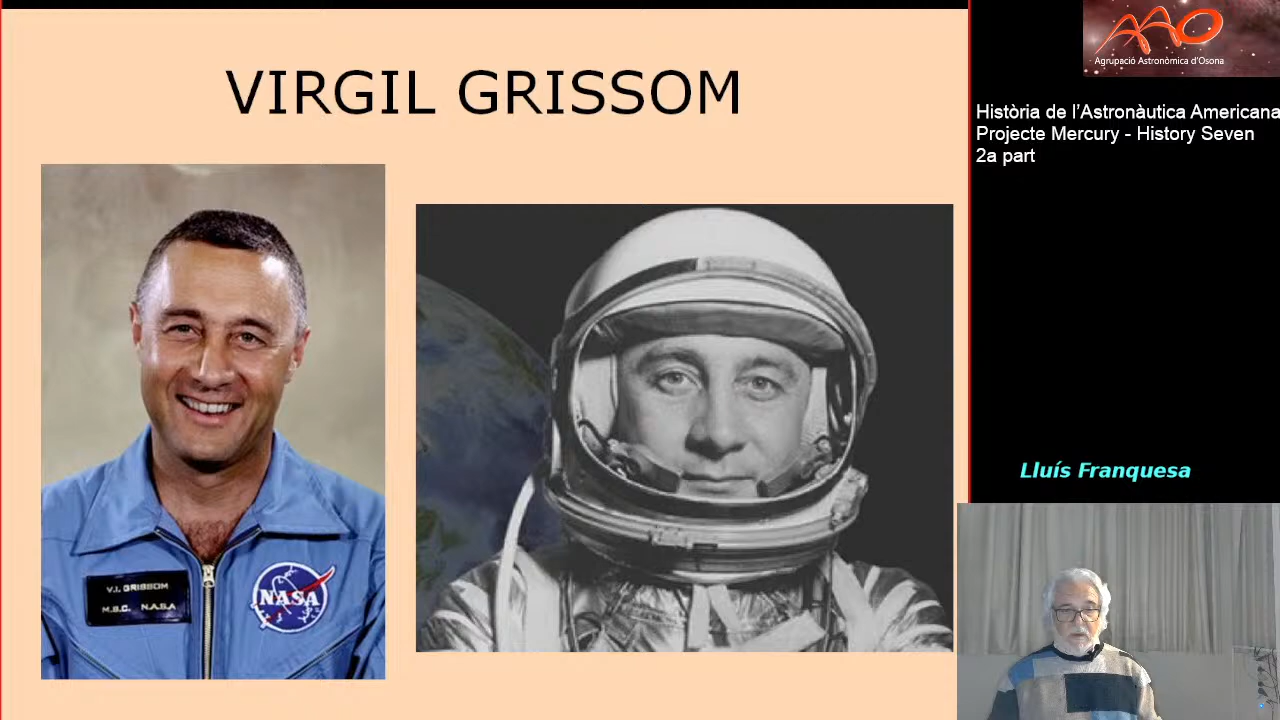 VIRGIL GRISSOM
V.I. GRISSOM
M.S.C. N.A.S.A
NASA
Agrupació Astronòmica d'Osona
Història de l'Astronàutica Americana
Projecte Mercury - History Seven
2a part
Lluís Franquesa